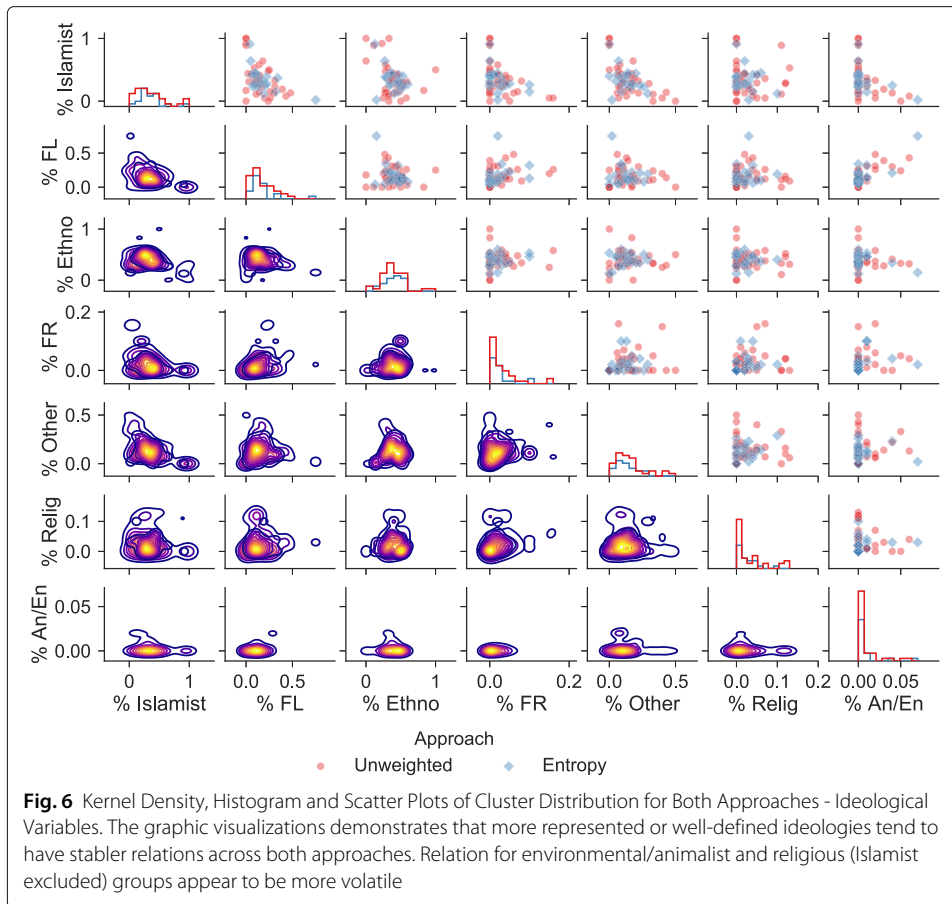 % Islamist
1
0
% FL
0.5
0.0
% Ethno
1
0
% FR
0.2
0.0
% Other
0.5
0.0
% Relig
0.1
0.0
% An/En
0.05
0.00
0 1 0.0 0.5 0 1 0.0 0.2 0.0 0.5 0.0 0.1 0.2 0.00 0.05
% Islamist % FL % Ethno % FR % Other % Relig % An/En
Approach
Unweighted Entropy
Fig. 6 Kernel Density, Histogram and Scatter Plots of Cluster Distribution for Both Approaches - Ideological
Variables. The graphic visualizations demonstrates that more represented or well-defined ideologies tend to
have stabler relations across both approaches. Relation for environmental/animalist and religious (Islamist
excluded) groups appear to be more volatile